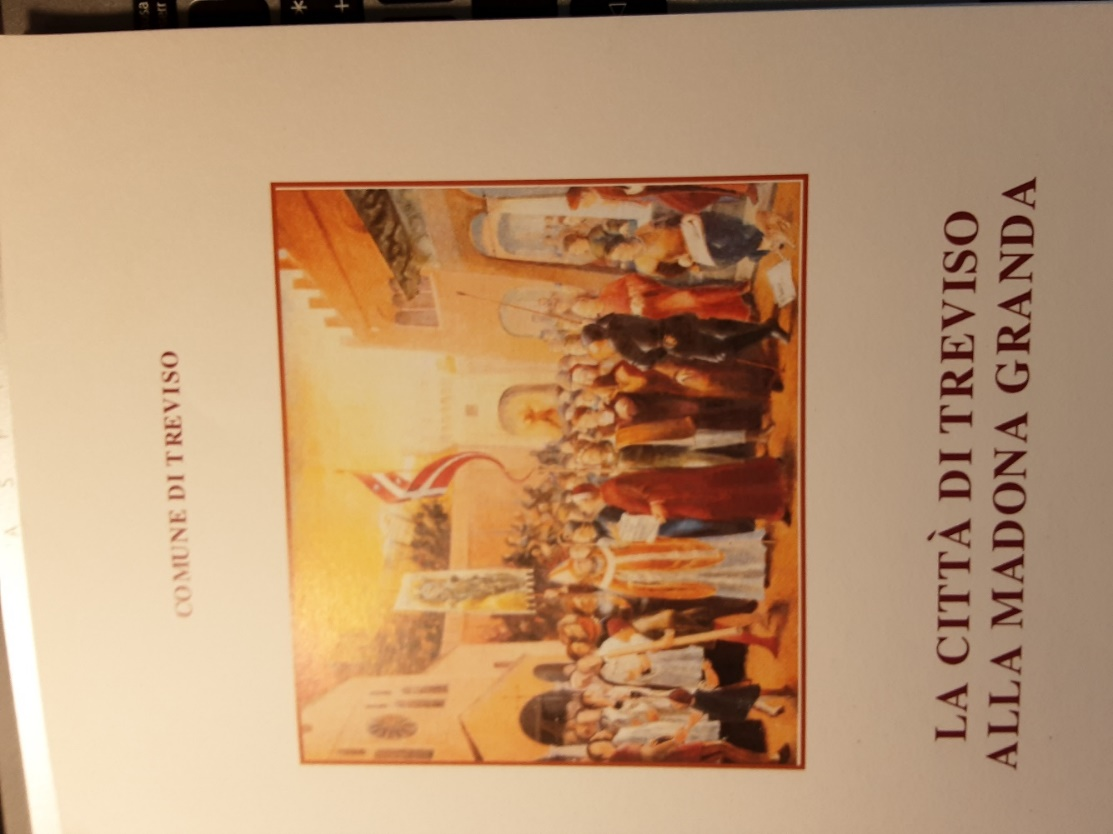 COMUNE DI TREVISO
LA CITTÀ DI TREVISO
ALLA MADONA GRANDA